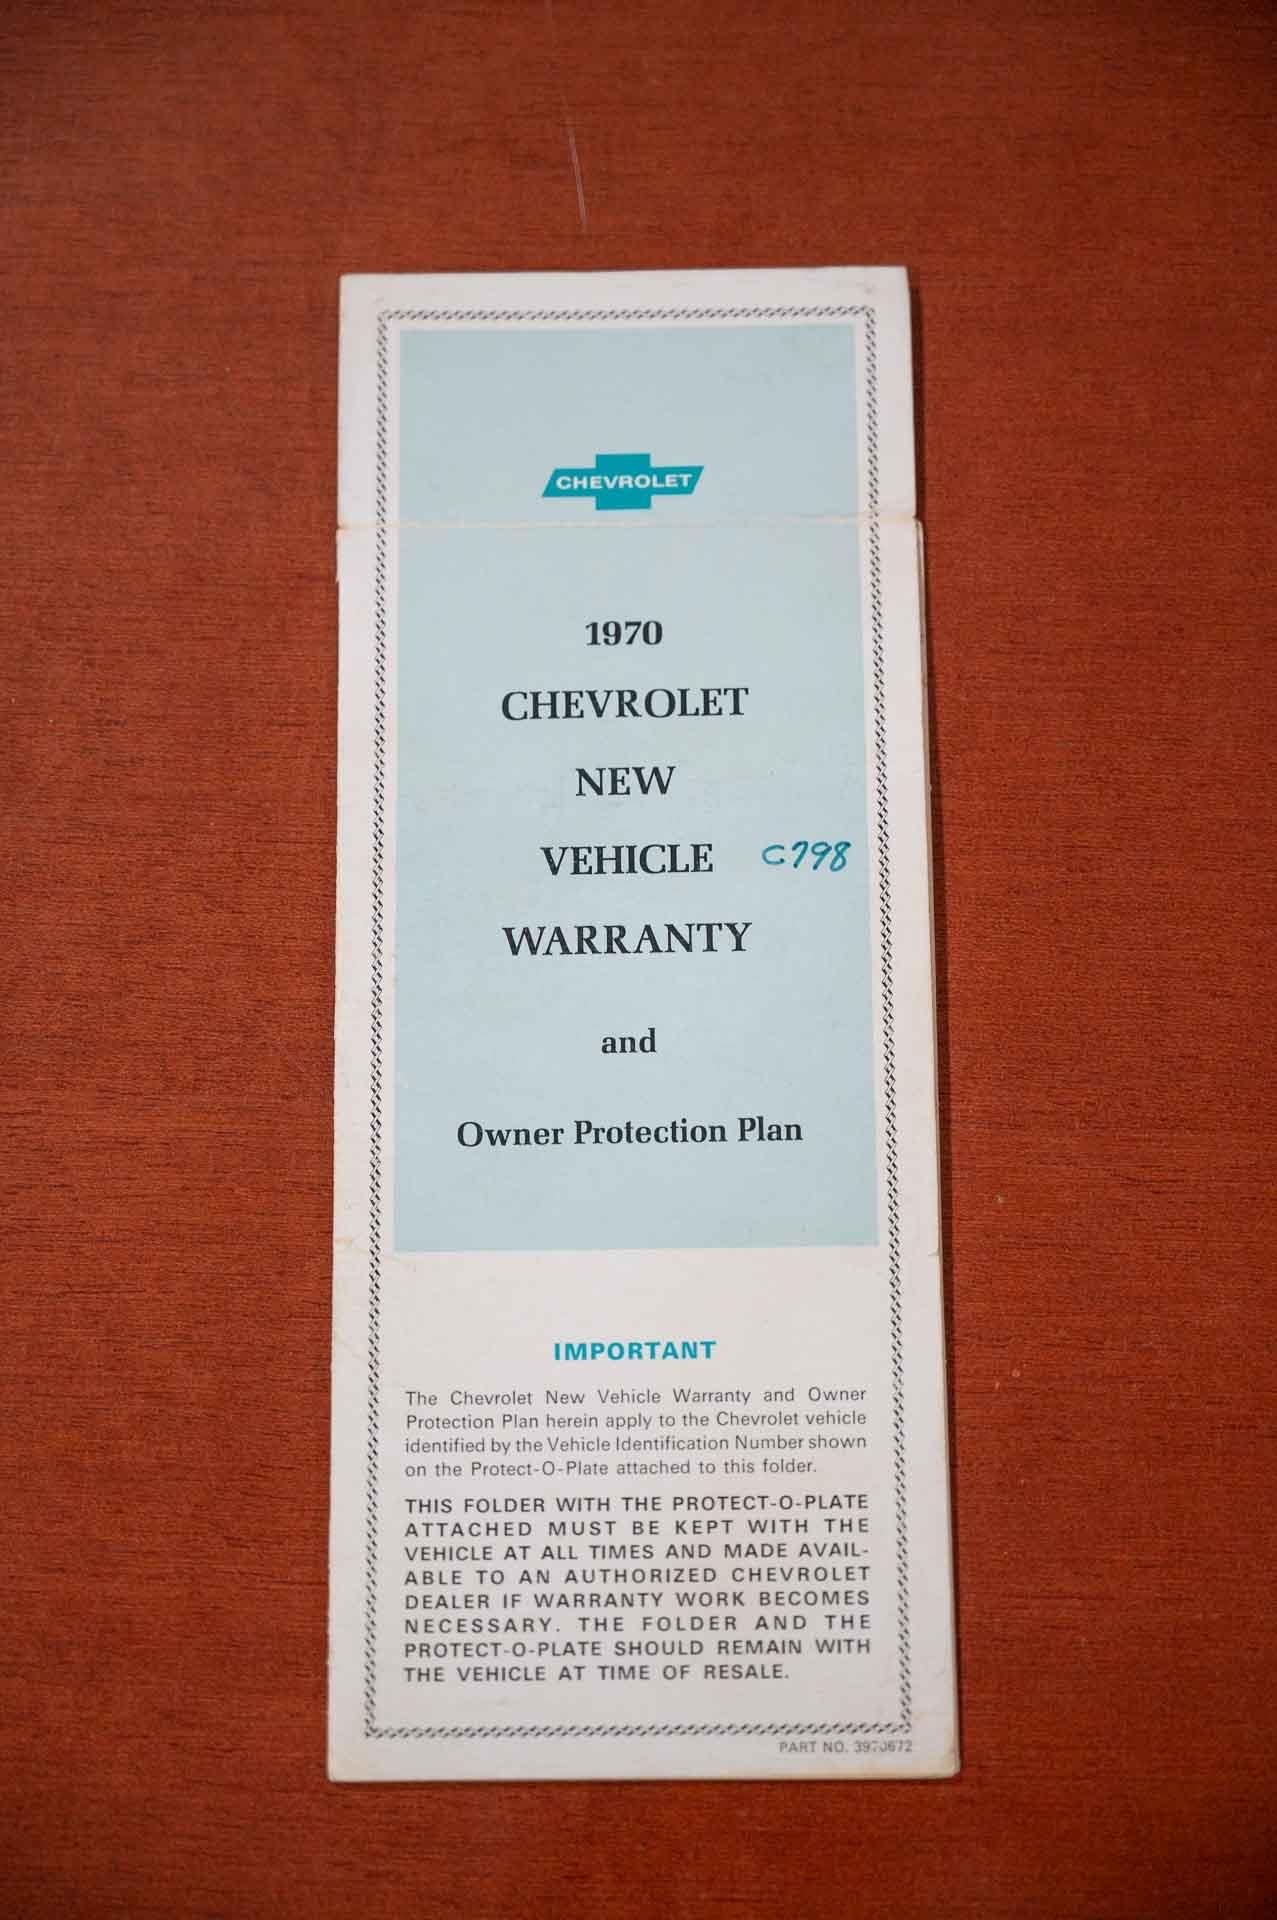 CHEVROLET
1970
CHEVROLET
NEW
VEHICLE C798
WARRANTY
and
Owner Protection Plan
IMPORTANT
The Chevrolet New Vehicle Warranty and Owner
Protection Plan herein apply to the Chevrolet vehicle
identified by the Vehicle Identification Number shown
on the Protect-O-Plate attached to this folder.
THIS FOLDER WITH THE PROTECT-O-PLATE
ATTACHED MUST BE KEPT WITH THE
VEHICLE AT ALL TIMES AND MADE AVAIL-
ABLE TO AN AUTHORIZED CHEVROLET
DEALER IF WARRANTY WORK BECOMES
NECESSARY. THE FOLDER AND THE
PROTECT-O-PLATE SHOULD REMAIN WITH
THE VEHICLE AT TIME OF RESALE.
PART NO. 3970672